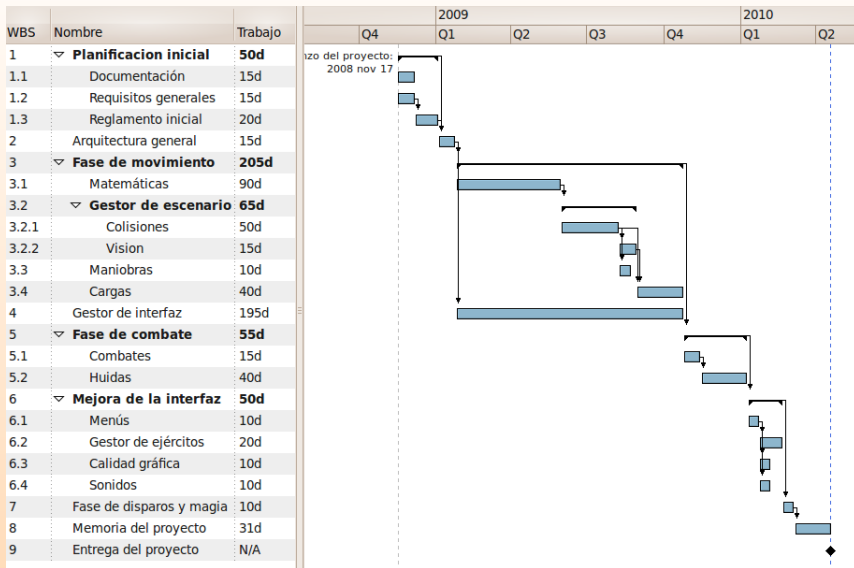 2009 2010
WBS Nombre Trabajo Q4 Q1 Q2 Q3 Q4 Q1 Q2
1 Planificacion inicial 50d
nzo del proyecto:
2008 nov 17
1.1 Documentación 15d
1.2 Requisitos generales 15d
1.3 Reglamento inicial 20d
2 Arquitectura general 15d
3 Fase de movimiento 205d
3.1 Matemáticas 90d
3.2 Gestor de escenario 65d
3.2.1 Colisiones 50d
3.2.2 Vision 15d
3.3 Maniobras 10d
3.4 Cargas 40d
4 Gestor de interfaz 195d
5 Fase de combate 55d
5.1 Combates 15d
5.2 Huidas 40d
6 Mejora de la interfaz 50d
6.1 Menús 10d
6.2 Gestor de ejércitos 20d
6.3 Calidad gráfica 10d
6.4 Sonidos 10d
7 Fase de disparos y magia 10d
8 Memoria del proyecto 31d
9 Entrega del proyecto N/A